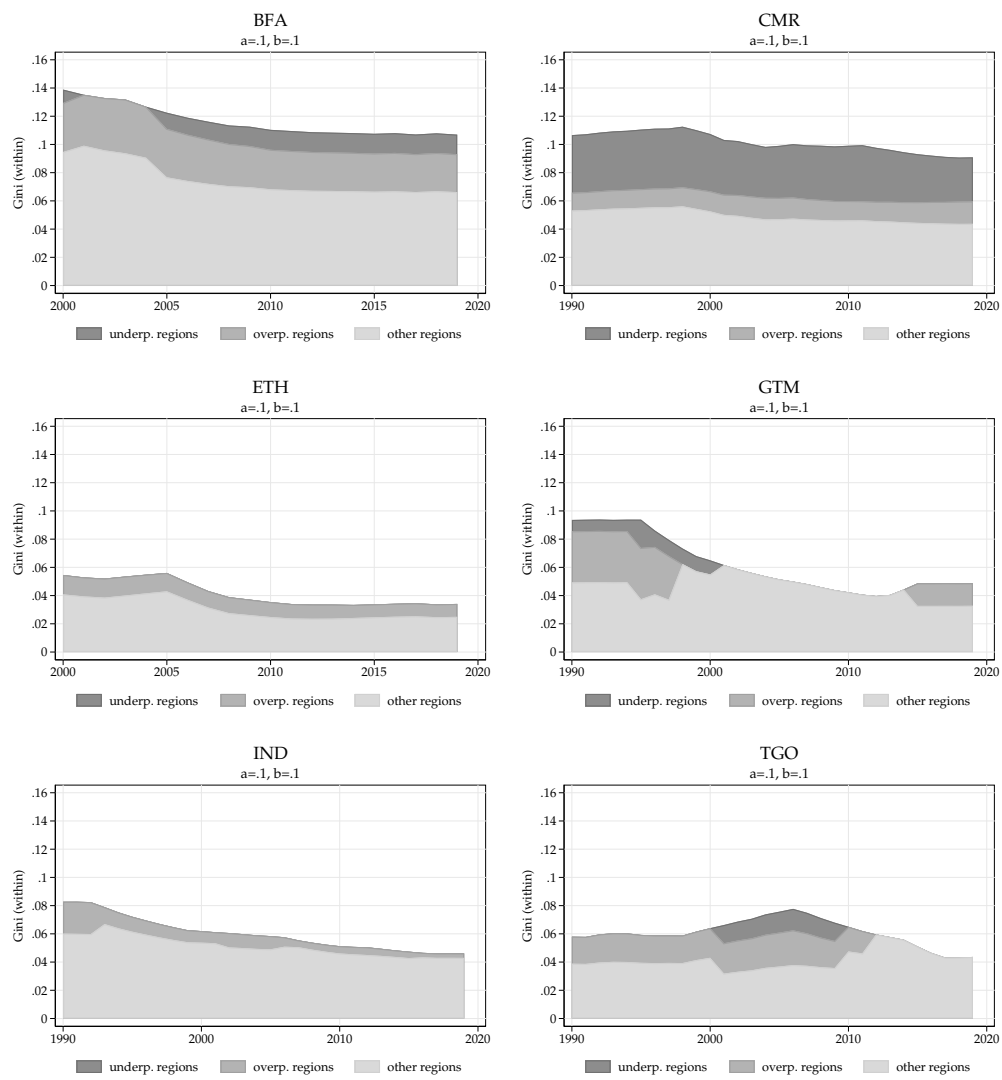 BFA
a=.1, b=.1
.16
.14
.12
.1
.08
.06
.04
.02
0
Gini (within)
2000 2005 2010 2015 2020
underp. regions overp. regions other regions
CMR
a=.1, b=.1
.16
.14
.12
.1
.08
.06
.04
.02
0
Gini (within)
1990 2000 2010 2020
underp. regions overp. regions other regions
ETH
a=.1, b=.1
.16
.14
.12
.1
.08
.06
.04
.02
0
Gini (within)
2000 2005 2010 2015 2020
underp. regions overp. regions other regions
GTM
a=.1, b=.1
.16
.14
.12
.1
.08
.06
.04
.02
0
Gini (within)
1990 2000 2010 2020
underp. regions overp. regions other regions
IND
a=.1, b=.1
.16
.14
.12
.1
.08
.06
.04
.02
0
Gini (within)
1990 2000 2010 2020
underp. regions overp. regions other regions
TGO
a=.1, b=.1
.16
.14
.12
.1
.08
.06
.04
.02
0
Gini (within)
1990 2000 2010 2020
underp. regions overp. regions other regions